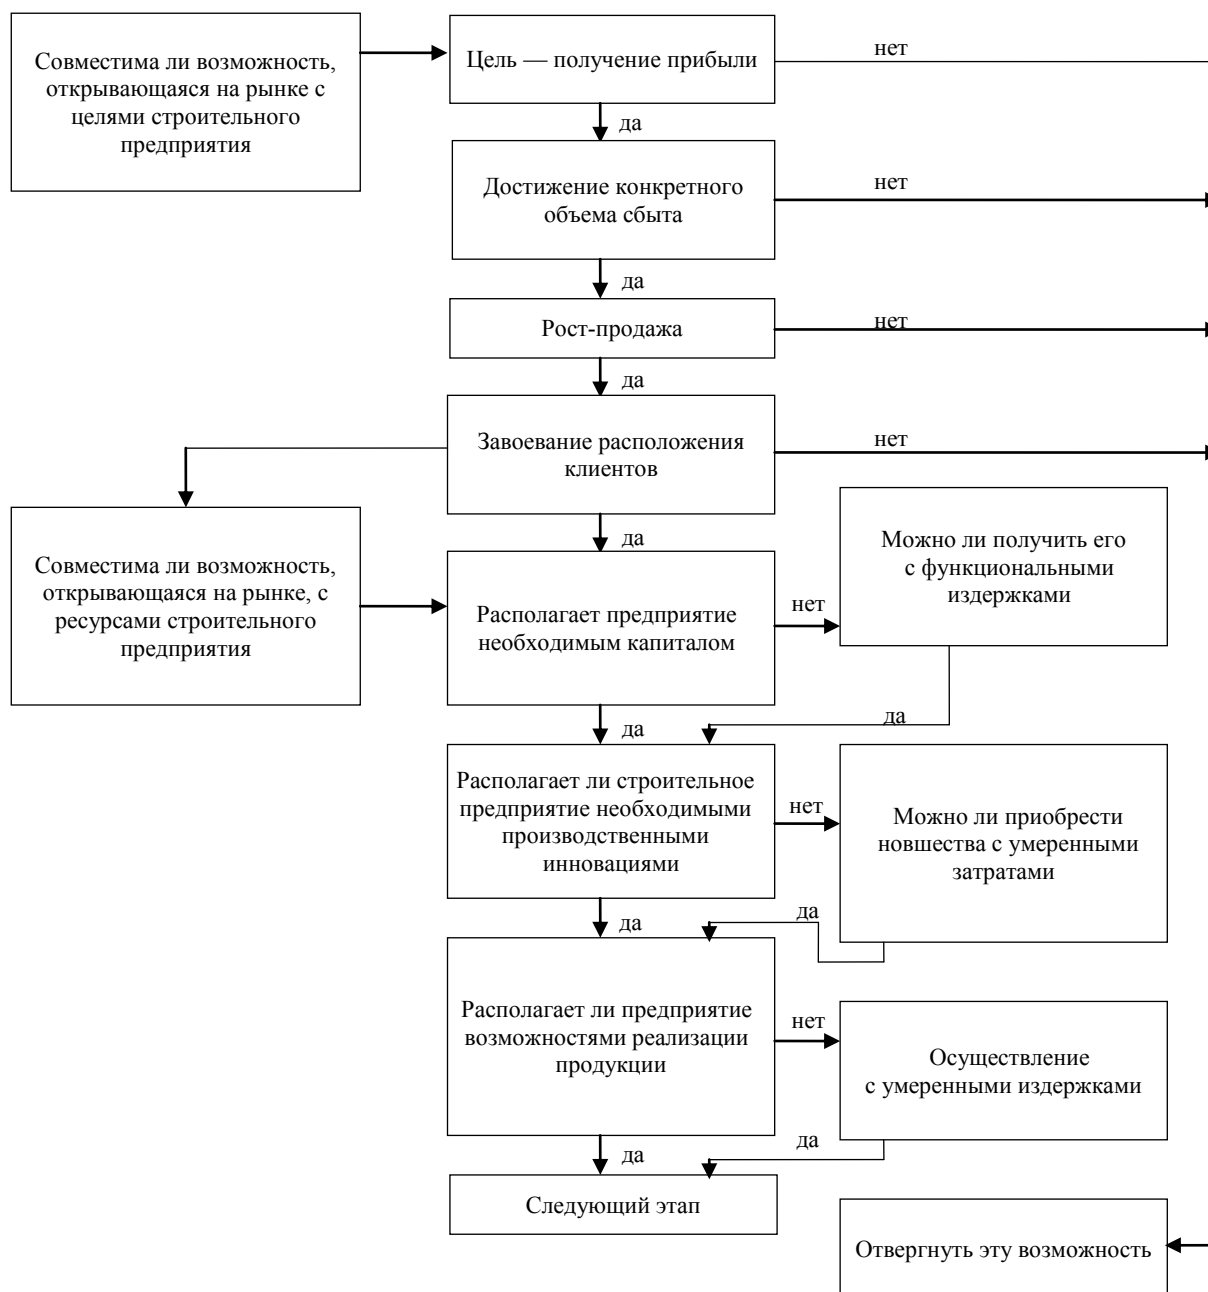 Совместима ли возможность,
открывающаяся на рынке с
целями строительного
предприятия
Цель — получение прибыли
нет
да
Достижение конкретного
объема сбыта
нет
да
Рост-продажа
нет
да
Завоевание расположения
клиентов
нет
да
Совместима ли возможность,
открывающаяся на рынке, с
ресурсами строительного
предприятия
Располагает предприятие
необходимым капиталом
нет
Можно ли получить его
с функциональными
издержками
да
да
Располагает ли строительное
предприятие необходимыми
производственными
инновациями
нет
Можно ли приобрести
новшества с умеренными
затратами
да
да
Располагает ли предприятие
возможностями реализации
продукции
нет
Осуществление
с умеренными издержками
да
да
Следующий этап
Отвергнуть эту возможность